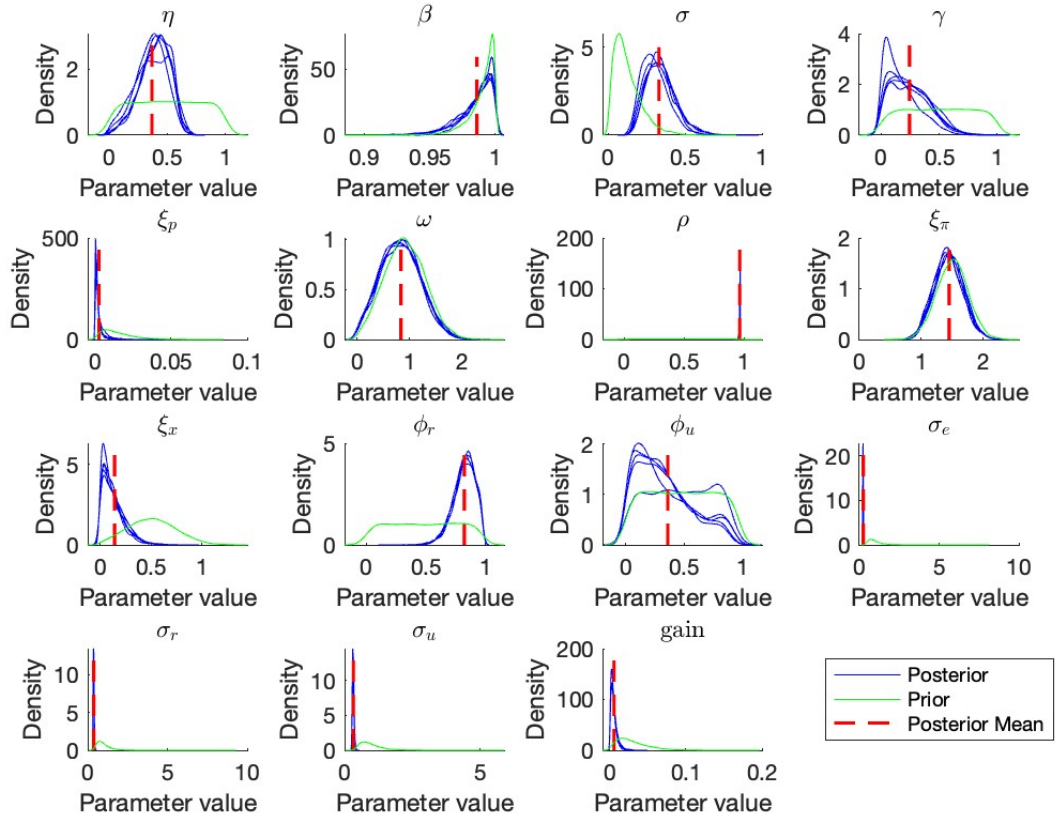 η β σ γ
Density 2 0 0 0.5 1 Parameter value
Density 50 0 0.9 0.95 1 Parameter value
Density 5 0 0 0.5 1 Parameter value
Density 4 2 0 0 0.5 1 Parameter value
ξp ω ρ ξπ
Density 500 0 0 0.05 0.1 Parameter value
Density 1 0.5 0 0 1 2 Parameter value
Density 200 100 0 0 0.5 1 Parameter value
Density 2 1 0 1 2 Parameter value
ξx ϕr ϕu σe
Density 5 0 0 0.5 1 Parameter value
Density 5 0 0 0.5 1 Parameter value
Density 2 1 0 0 0.5 1 Parameter value
Density 20 10 0 0 5 10 Parameter value
σr σu gain
Density 10 5 0 0 5 10 Parameter value
Density 10 5 0 0 5 Parameter value
Density 200 100 0 0 0.1 0.2 Parameter value
Posterior
Prior
Posterior Mean